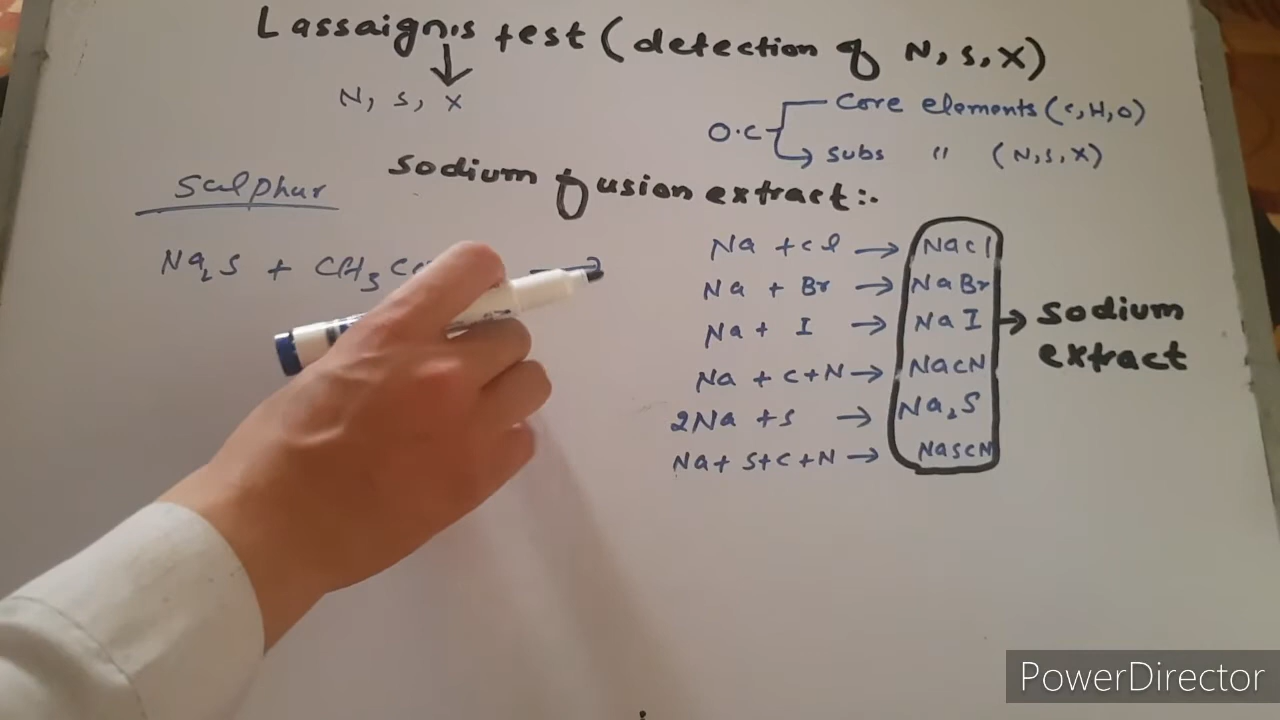 Lassaign,s test (detection of N, S, X)
N, S, X
O.C
Core elements (C, H, O)
subs " (N, S, X)
Sodium fusion extract:-
Sulphur
Na₂S + CH₃
Na + Cl → NaCl
Na + Br → NaBr
Na + I → NaI
Na + C + N → NaCN
2Na + S → Na₂S
Na + S + C + N → NaSCN
→ Sodium
extract
PowerDirector